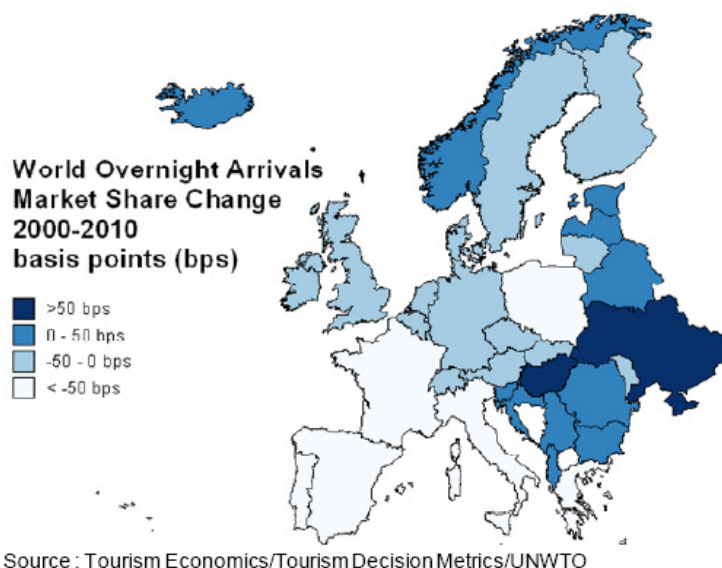 World Overnight Arrivals
Market Share Change
2000-2010
basis points (bps)
>50 bps
0 - 50 bps
-50 - 0 bps
< -50 bps
Source : Tourism Economics/Tourism Decision Metrics/UNWTO